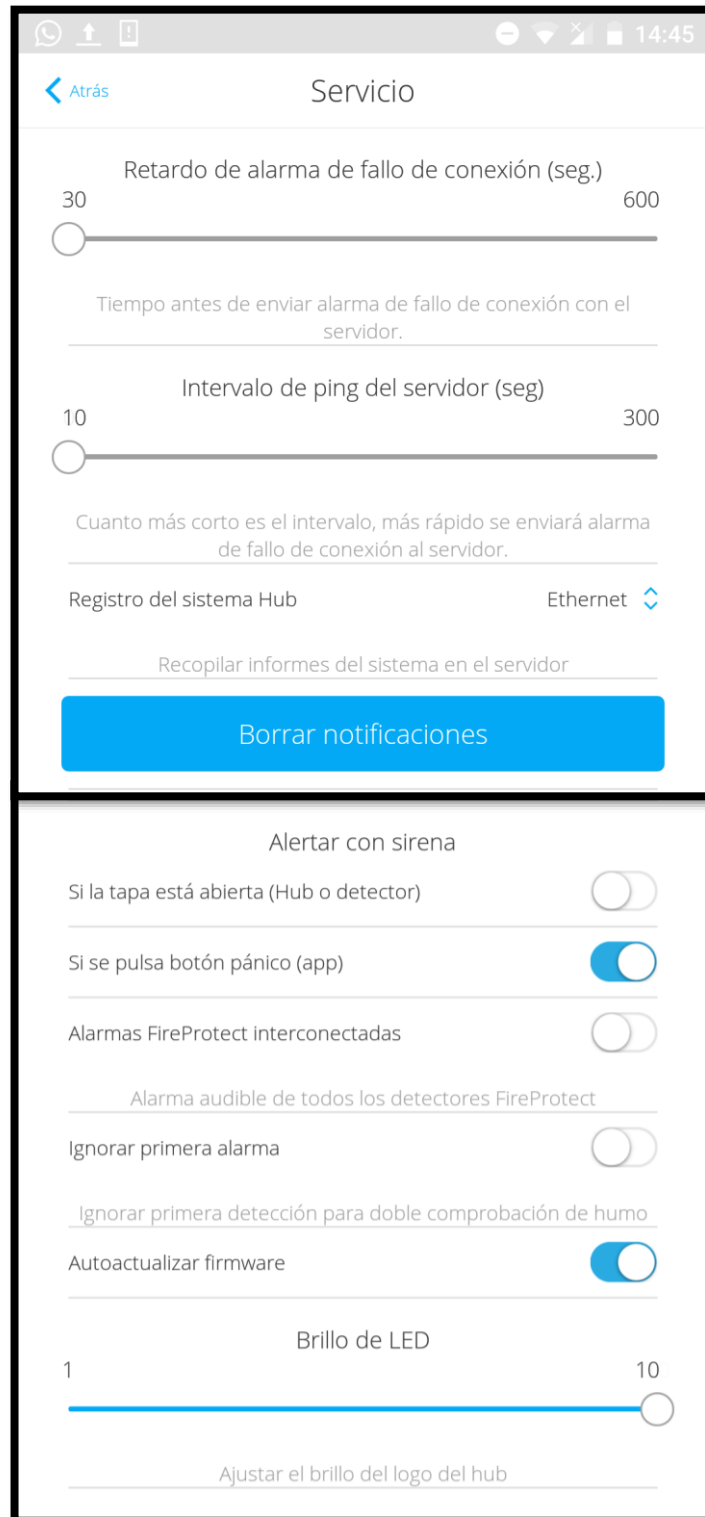 14:45
Atrás
Servicio
Retardo de alarma de fallo de conexión (seg.)
30 600
Tiempo antes de enviar alarma de fallo de conexión con el
servidor.
Intervalo de ping del servidor (seg)
10 300
Cuanto más corto es el intervalo, más rápido se enviará alarma
de fallo de conexión al servidor.
Registro del sistema Hub Ethernet
Recopilar informes del sistema en el servidor
Borrar notificaciones
Alertar con sirena
Si la tapa está abierta (Hub o detector)
Si se pulsa botón pánico (app)
Alarmas FireProtect interconectadas
Alarma audible de todos los detectores FireProtect
Ignorar primera alarma
Ignorar primera detección para doble comprobación de humo
Autoactualizar firmware
Brillo de LED
1 10
Ajustar el brillo del logo del hub